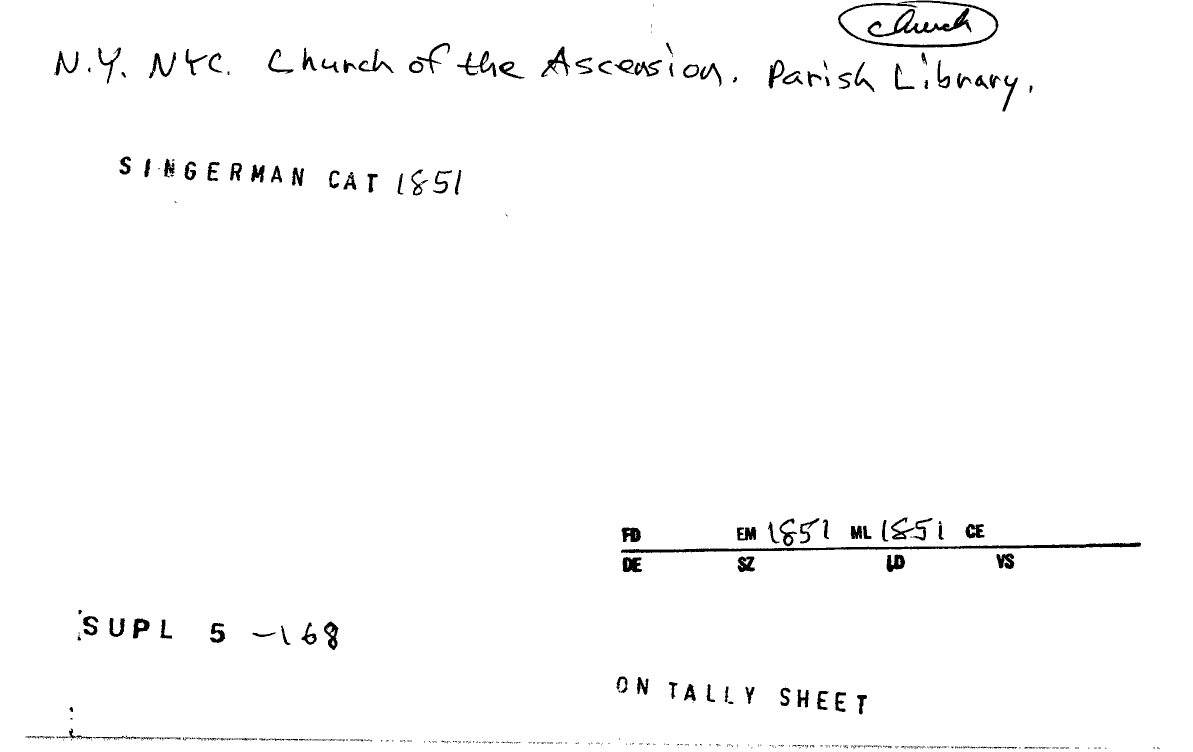 church
N.Y. NYC. Church of the Ascension. Parish Library.
SINGERMAN CAT 1851
FD EM 1851 ML 1851 CE
DE SZ LD VS
SUPL 5 -168
ON TALLY SHEET